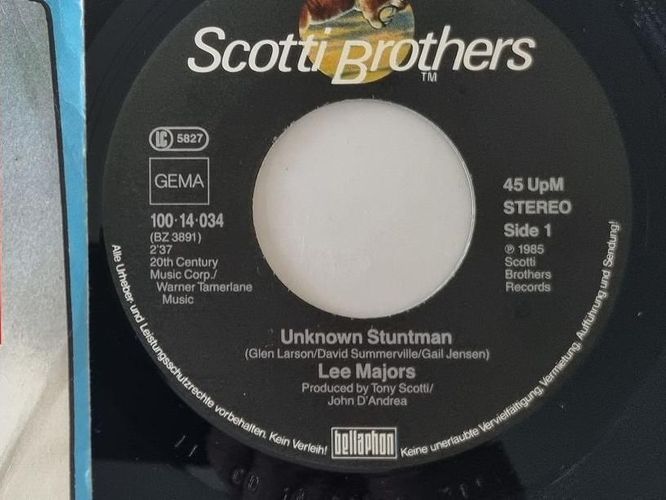 Scotti Brothers
TM
LC 5827
GEMA
100·14·034
(BZ 3891)
2'37
20th Century
Music Corp./
Warner Tamerlane
Music
45 UpM
STEREO
Side 1
℗ 1985
Scotti
Brothers
Records
Unknown Stuntman
(Glen Larson/David Summerville/Gail Jensen)
Lee Majors
Produced by Tony Scotti/
John D'Andrea
bellaphon
Alle Urheber und Leistungsschutzrechte vorbehalten. Kein Verleih! Keine unerlaubte Vervielfältigung, Vermietung, Aufführung und Sendung!